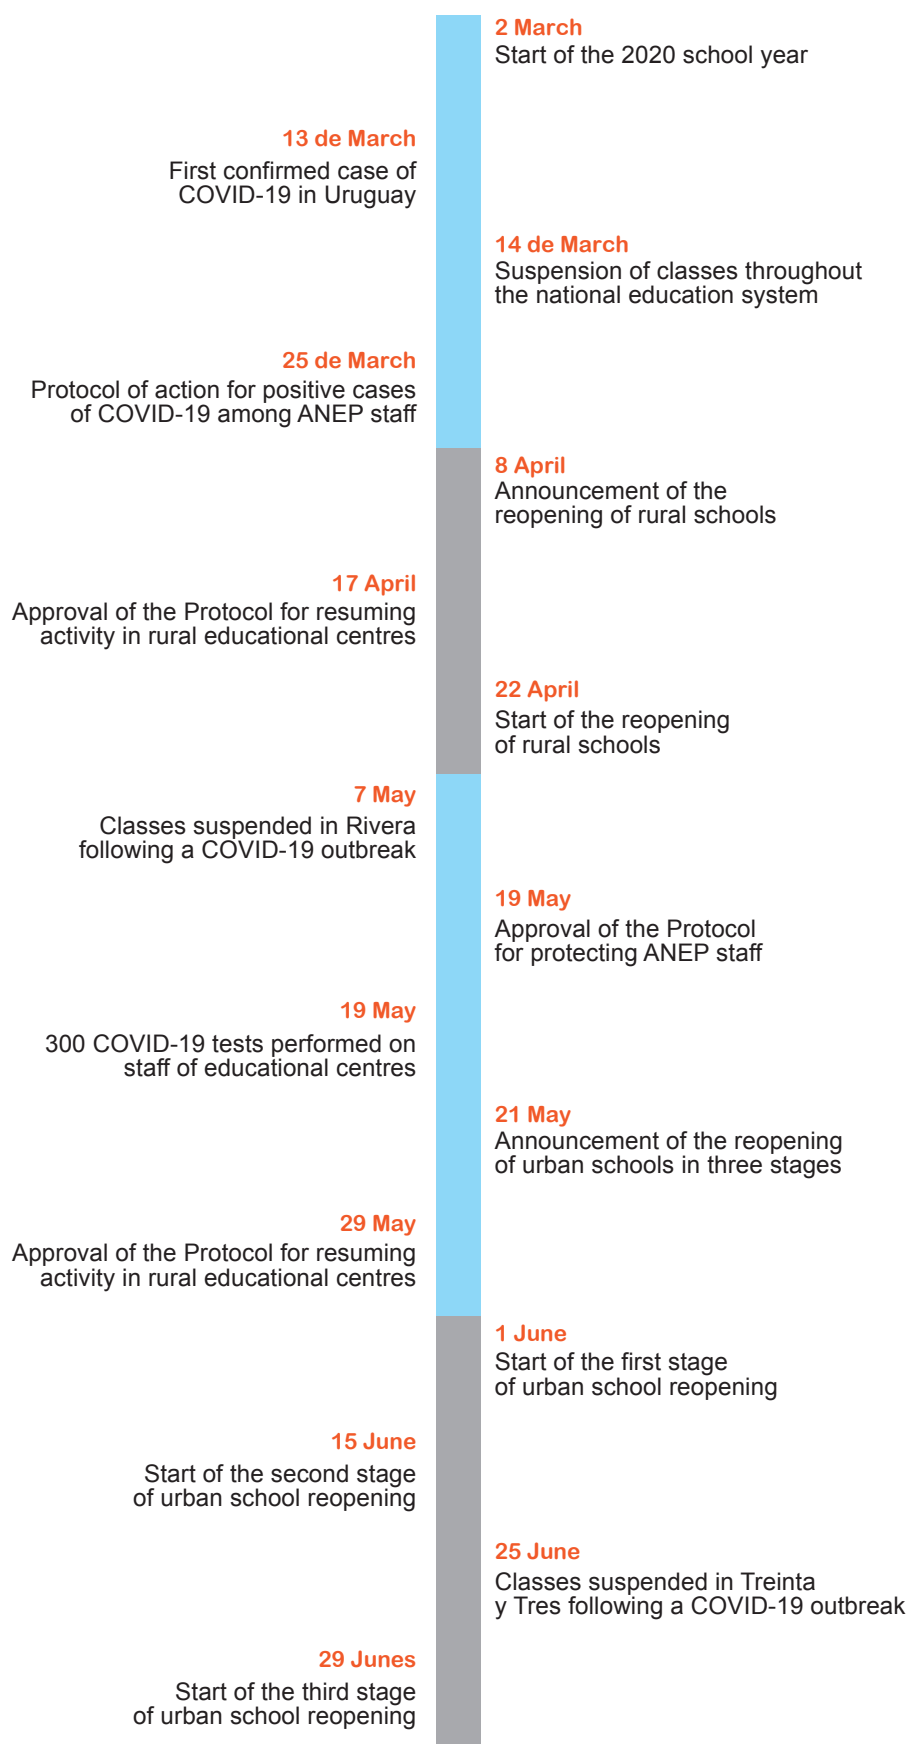 2 March
Start of the 2020 school year
13 de March
First confirmed case of
COVID-19 in Uruguay
14 de March
Suspension of classes throughout
the national education system
25 de March
Protocol of action for positive cases
of COVID-19 among ANEP staff
8 April
Announcement of the
reopening of rural schools
17 April
Approval of the Protocol for resuming
activity in rural educational centres
22 April
Start of the reopening
of rural schools
7 May
Classes suspended in Rivera
following a COVID-19 outbreak
19 May
Approval of the Protocol
for protecting ANEP staff
19 May
300 COVID-19 tests performed on
staff of educational centres
21 May
Announcement of the reopening
of urban schools in three stages
29 May
Approval of the Protocol for resuming
activity in rural educational centres
1 June
Start of the first stage
of urban school reopening
15 June
Start of the second stage
of urban school reopening
25 June
Classes suspended in Treinta
y Tres following a COVID-19 outbreak
29 Junes
Start of the third stage
of urban school reopening